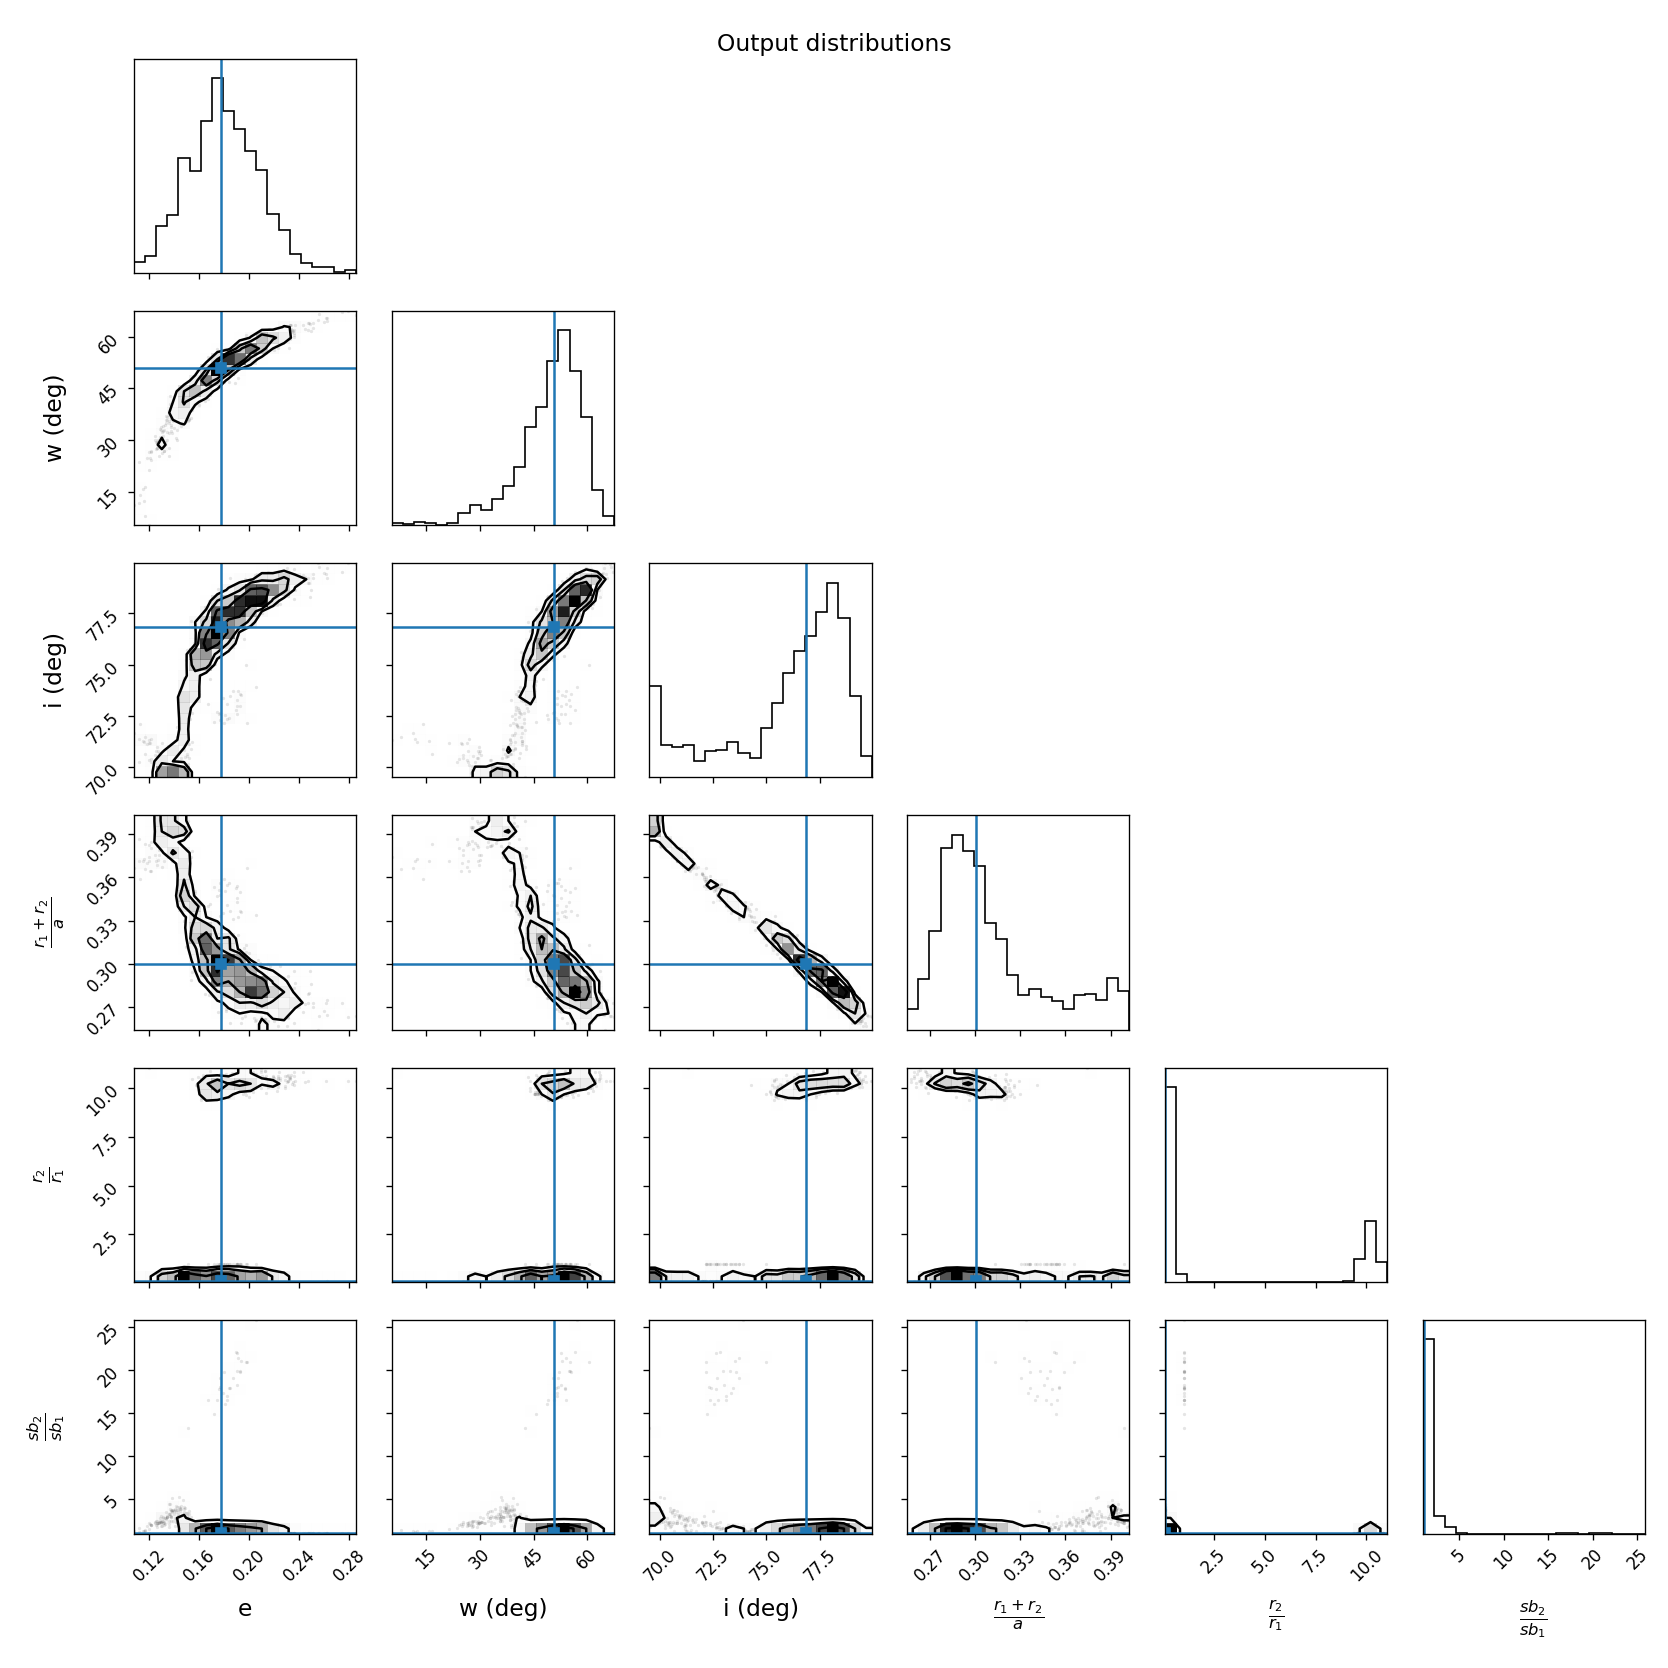 Output distributions
w (deg)
60
45
30
15
i (deg)
77.5
75.0
72.5
70.0
r₁ + r₂ / a
0.39
0.36
0.33
0.30
0.27
r₂ / r₁
10.0
7.5
5.0
2.5
sb₂ / sb₁
25
20
15
10
5
0.12 0.16 0.20 0.24 0.28
15 30 45 60
70.0 72.5 75.0 77.5
0.27 0.30 0.33 0.36 0.39
2.5 5.0 7.5 10.0
5 10 15 20 25
e
w (deg)
i (deg)
r₁ + r₂ / a
r₂ / r₁
sb₂ / sb₁